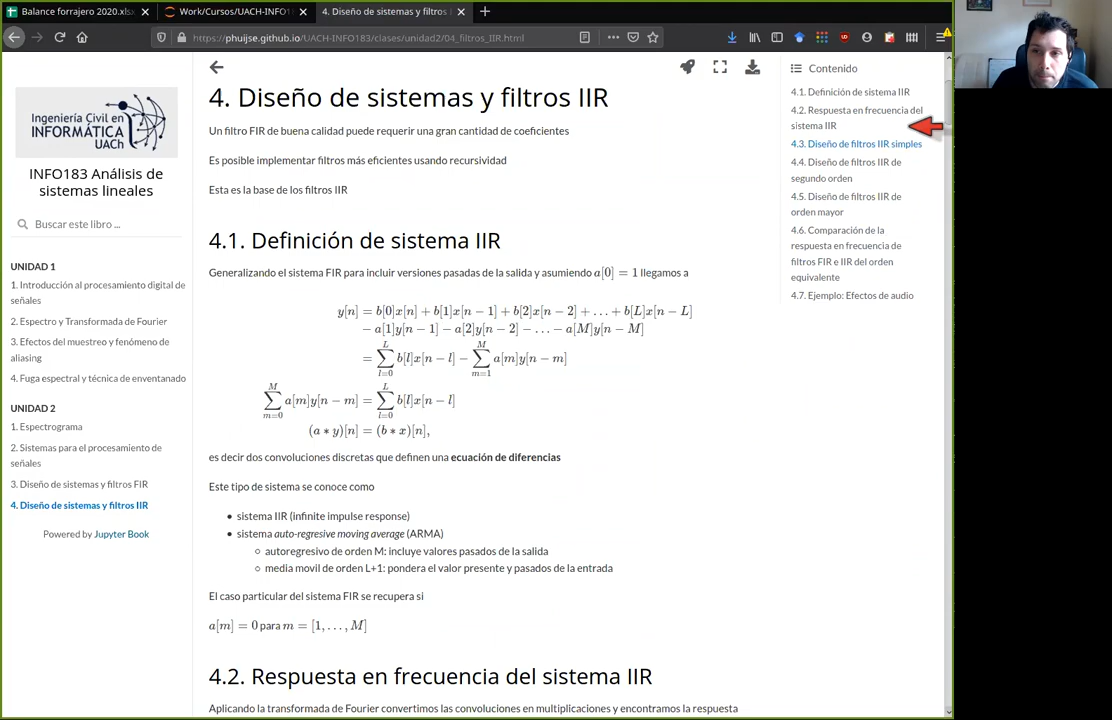 Balance forrajero 2020.xlsx
Work/Cursos/UACH-INFO1
4. Diseño de sistemas y filtros
https://phuijse.github.io/UACH-INFO183/clases/unidad2/04_filtros_IIR.html
Ingeniería Civil en
INFORMÁTICA
UACh
INFO183 Análisis de
sistemas lineales
Buscar este libro ...
UNIDAD 1
1. Introducción al procesamiento digital de
señales
2. Espectro y Transformada de Fourier
3. Efectos del muestreo y fenómeno de
aliasing
4. Fuga espectral y técnica de enventanado
UNIDAD 2
1. Espectrograma
2. Sistemas para el procesamiento de
señales
3. Diseño de sistemas y filtros FIR
4. Diseño de sistemas y filtros IIR
Powered by Jupyter Book
4. Diseño de sistemas y filtros IIR
Un filtro FIR de buena calidad puede requerir una gran cantidad de coeficientes
Es posible implementar filtros más eficientes usando recursividad
Esta es la base de los filtros IIR
4.1. Definición de sistema IIR
Generalizando el sistema FIR para incluir versiones pasadas de la salida y asumiendo a[0] = 1 llegamos a
y[n] = b[0]x[n] + b[1]x[n − 1] + b[2]x[n − 2] + . . . + b[L]x[n − L]
− a[1]y[n − 1] − a[2]y[n − 2] − . . . − a[M]y[n − M]
= ∑_{l=0}^{L} b[l]x[n − l] − ∑_{m=1}^{M} a[m]y[n − m]
∑_{m=0}^{M} a[m]y[n − m] = ∑_{l=0}^{L} b[l]x[n − l]
(a ∗ y)[n] = (b ∗ x)[n],
es decir dos convoluciones discretas que definen una ecuación de diferencias
Este tipo de sistema se conoce como
• sistema IIR (infinite impulse response)
• sistema auto-regresive moving average (ARMA)
○ autoregresivo de orden M: incluye valores pasados de la salida
○ media movil de orden L+1: pondera el valor presente y pasados de la entrada
El caso particular del sistema FIR se recupera si
a[m] = 0 para m = [1, . . . , M]
4.2. Respuesta en frecuencia del sistema IIR
Aplicando la transformada de Fourier convertimos las convoluciones en multiplicaciones y encontramos la respuesta
Contenido
4.1. Definición de sistema IIR
4.2. Respuesta en frecuencia del
sistema IIR
4.3. Diseño de filtros IIR simples
4.4. Diseño de filtros IIR de
segundo orden
4.5. Diseño de filtros IIR de
orden mayor
4.6. Comparación de la
respuesta en frecuencia de
filtros FIR e IIR del orden
equivalente
4.7. Ejemplo: Efectos de audio